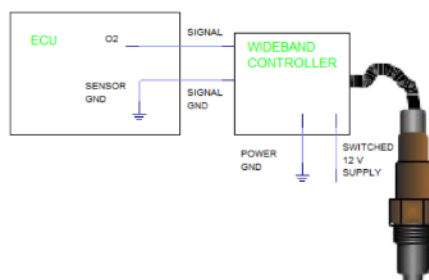 ECU
O2
SIGNAL
WIDEBAND
CONTROLLER
SENSOR
GND
SIGNAL
GND
POWER
GND
SWITCHED
12 V
SUPPLY